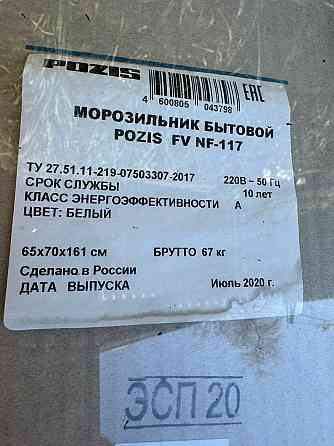 POZIS
4 600805 043798
EAC
МОРОЗИЛЬНИК БЫТОВОЙ
POZIS FV NF-117
ТУ 27.51.11-219-07503307-2017 220В – 50 Гц
СРОК СЛУЖБЫ 10 лет
КЛАСС ЭНЕРГОЭФФЕКТИВНОСТИ А
ЦВЕТ: БЕЛЫЙ
65х70х161 см БРУТТО 67 кг
Сделано в России
ДАТА ВЫПУСКА Июль 2020 г.
ЭСП 20